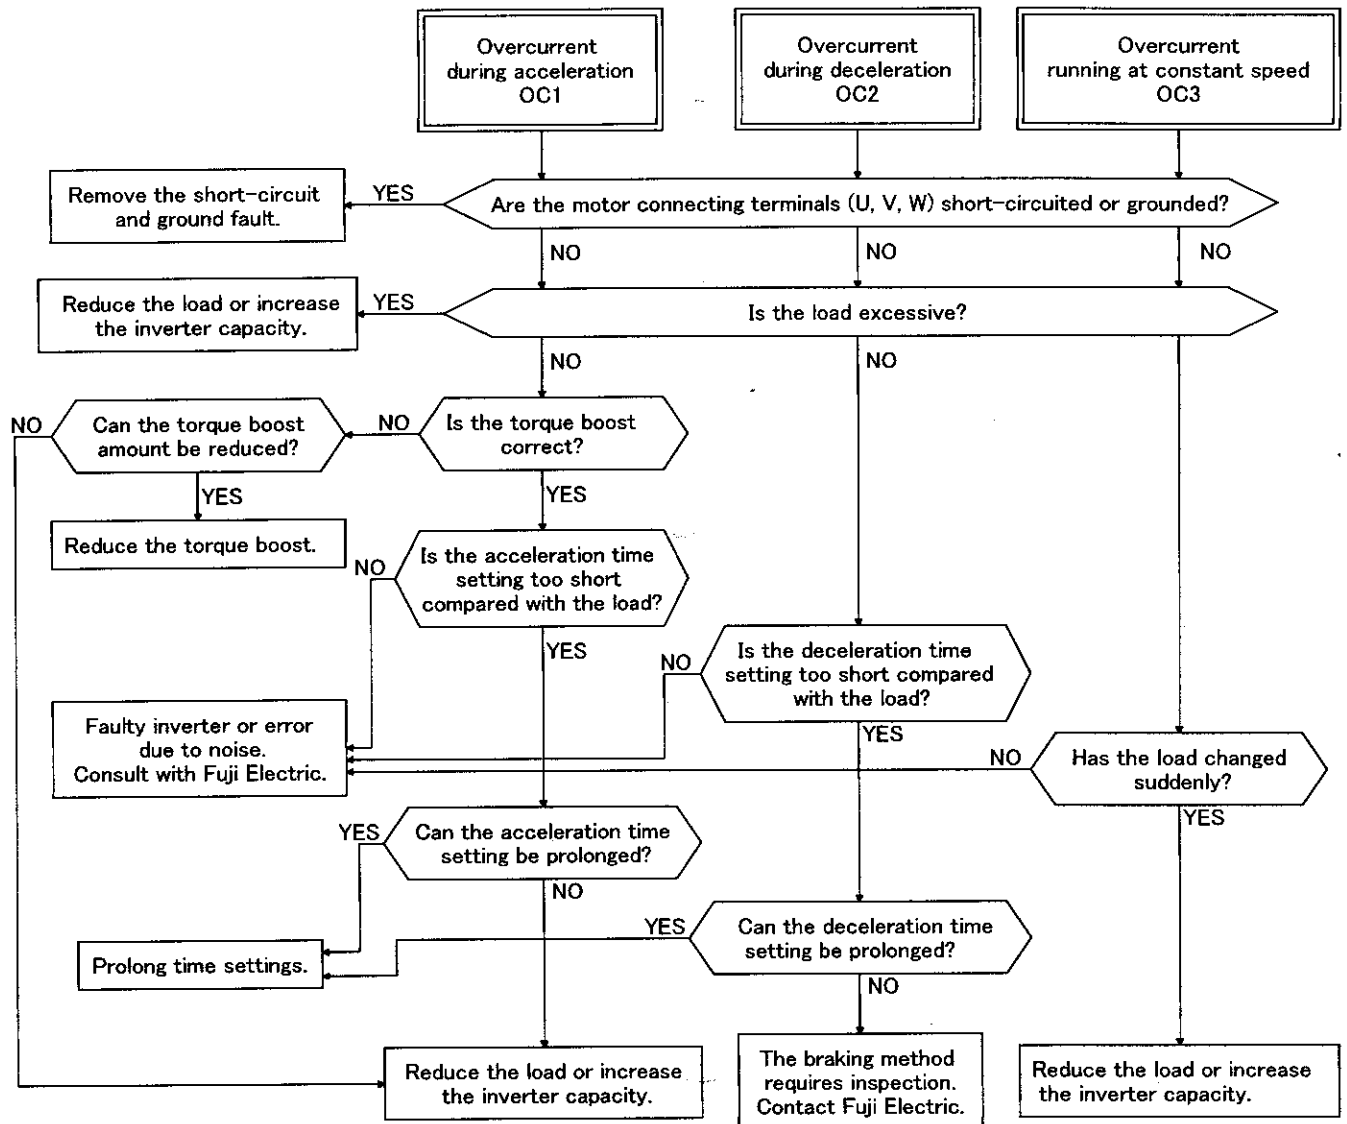 Overcurrent
during acceleration
OC1
Overcurrent
during deceleration
OC2
Overcurrent
running at constant speed
OC3
Remove the short-circuit
and ground fault.
YES
Are the motor connecting terminals (U, V, W) short-circuited or grounded?
NO
NO
NO
Reduce the load or increase
the inverter capacity.
YES
Is the load excessive?
NO
NO
NO
Can the torque boost
amount be reduced?
NO
Is the torque boost
correct?
YES
YES
Reduce the torque boost.
NO
Is the acceleration time
setting too short
compared with the load?
YES
NO
Is the deceleration time
setting too short compared
with the load?
YES
Faulty inverter or error
due to noise.
Consult with Fuji Electric.
NO
Has the load changed
suddenly?
YES
YES
Can the acceleration time
setting be prolonged?
NO
YES
Can the deceleration time
setting be prolonged?
NO
Prolong time settings.
Reduce the load or increase
the inverter capacity.
The braking method
requires inspection.
Contact Fuji Electric.
Reduce the load or increase
the inverter capacity.